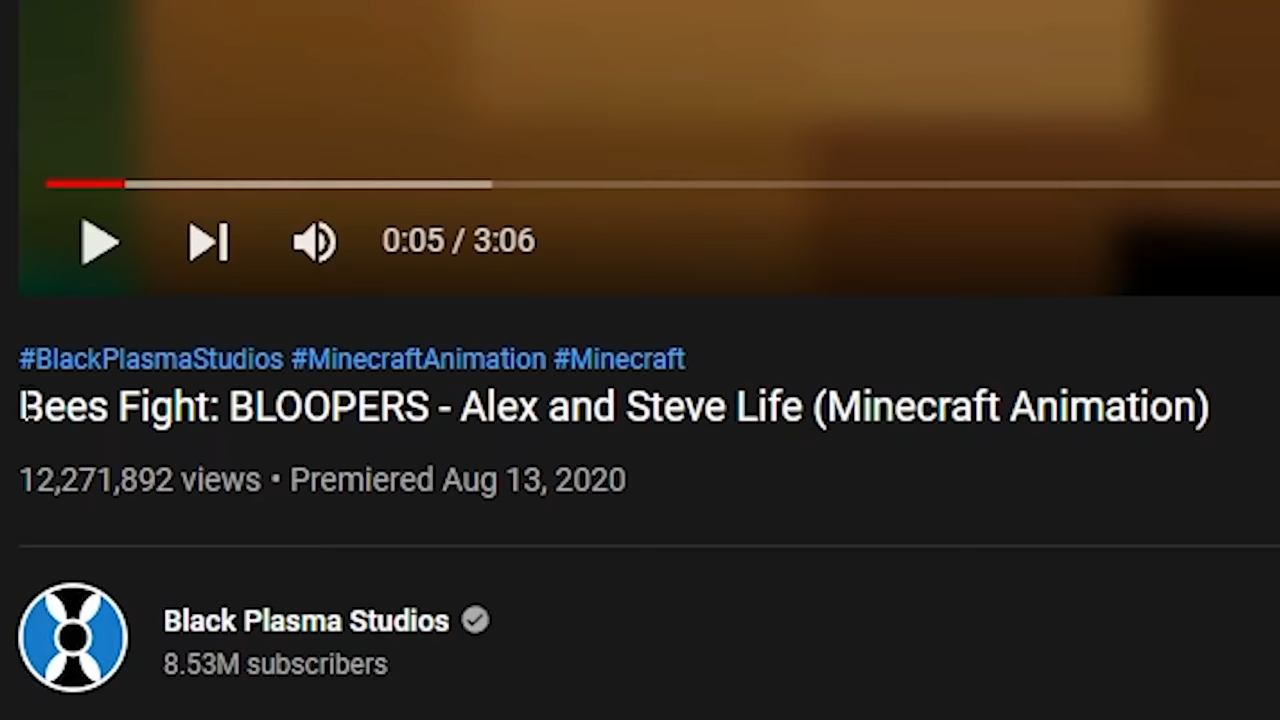 0:05 / 3:06
#BlackPlasmaStudios #MinecraftAnimation #Minecraft
Bees Fight: BLOOPERS - Alex and Steve Life (Minecraft Animation)
12,271,892 views • Premiered Aug 13, 2020
Black Plasma Studios
8.53M subscribers